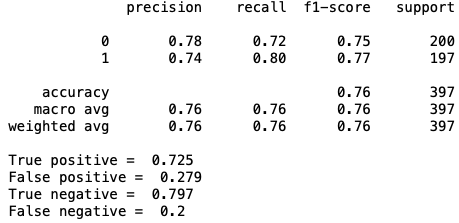 precision recall f1-score support
0 0.78 0.72 0.75 200
1 0.74 0.80 0.77 197
accuracy 0.76 397
macro avg 0.76 0.76 0.76 397
weighted avg 0.76 0.76 0.76 397
True positive = 0.725
False positive = 0.279
True negative = 0.797
False negative = 0.2